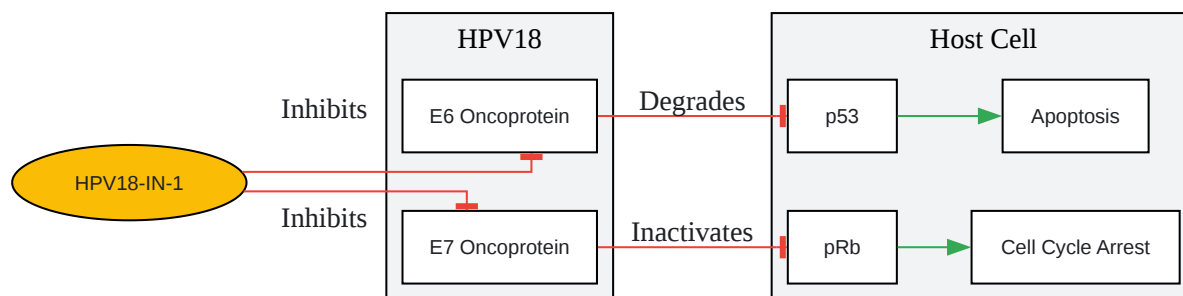 HPV18
Host Cell
Inhibits
E6 Oncoprotein
Degrades
p53
Apoptosis
HPV18-IN-1
Inhibits
E7 Oncoprotein
Inactivates
pRb
Cell Cycle Arrest